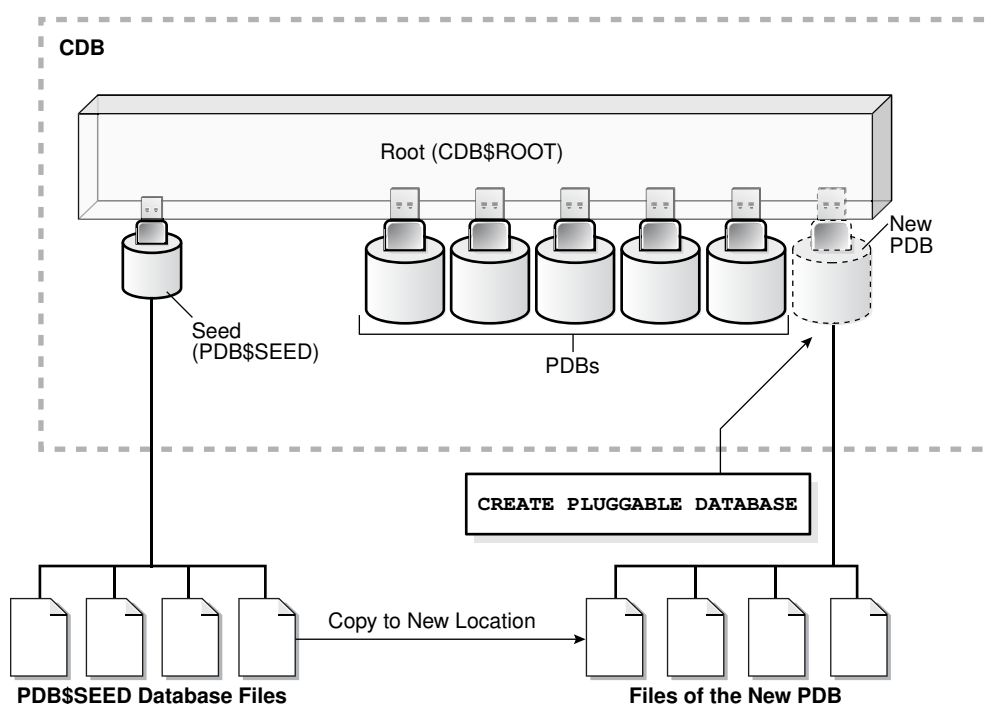 CDB
Root (CDB$ROOT)
New
PDB
Seed
(PDB$SEED)
PDBs
CREATE PLUGGABLE DATABASE
Copy to New Location
PDB$SEED Database Files
Files of the New PDB